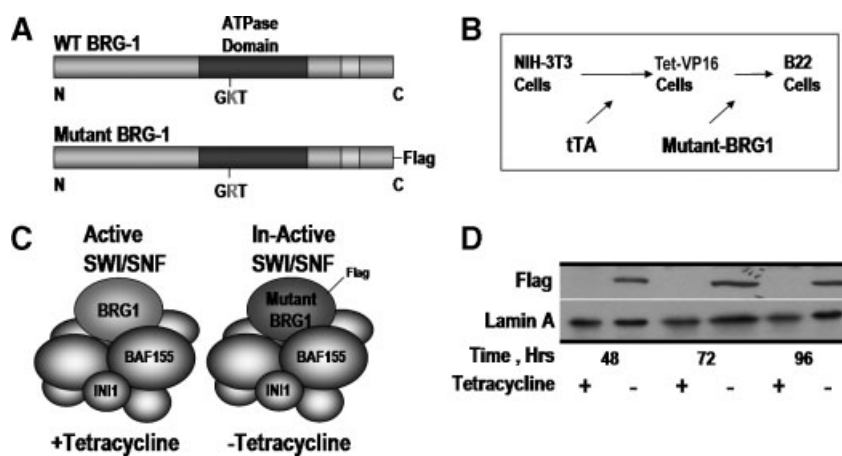 A
ATPase
Domain
WT BRG-1
N
C
GKT
Mutant BRG-1
Flag
N
C
GRT
B
NIH-3T3
Cells
Tet-VP16
Cells
B22
Cells
tTA
Mutant-BRG1
C
Active
SWI/SNF
BRG1
BAF155
INI1
+Tetracycline
In-Active
SWI/SNF
Flag
Mutant
BRG1
BAF155
INI1
-Tetracycline
D
Flag
Lamin A
Time , Hrs 48 72 96
Tetracycline + - + - + -